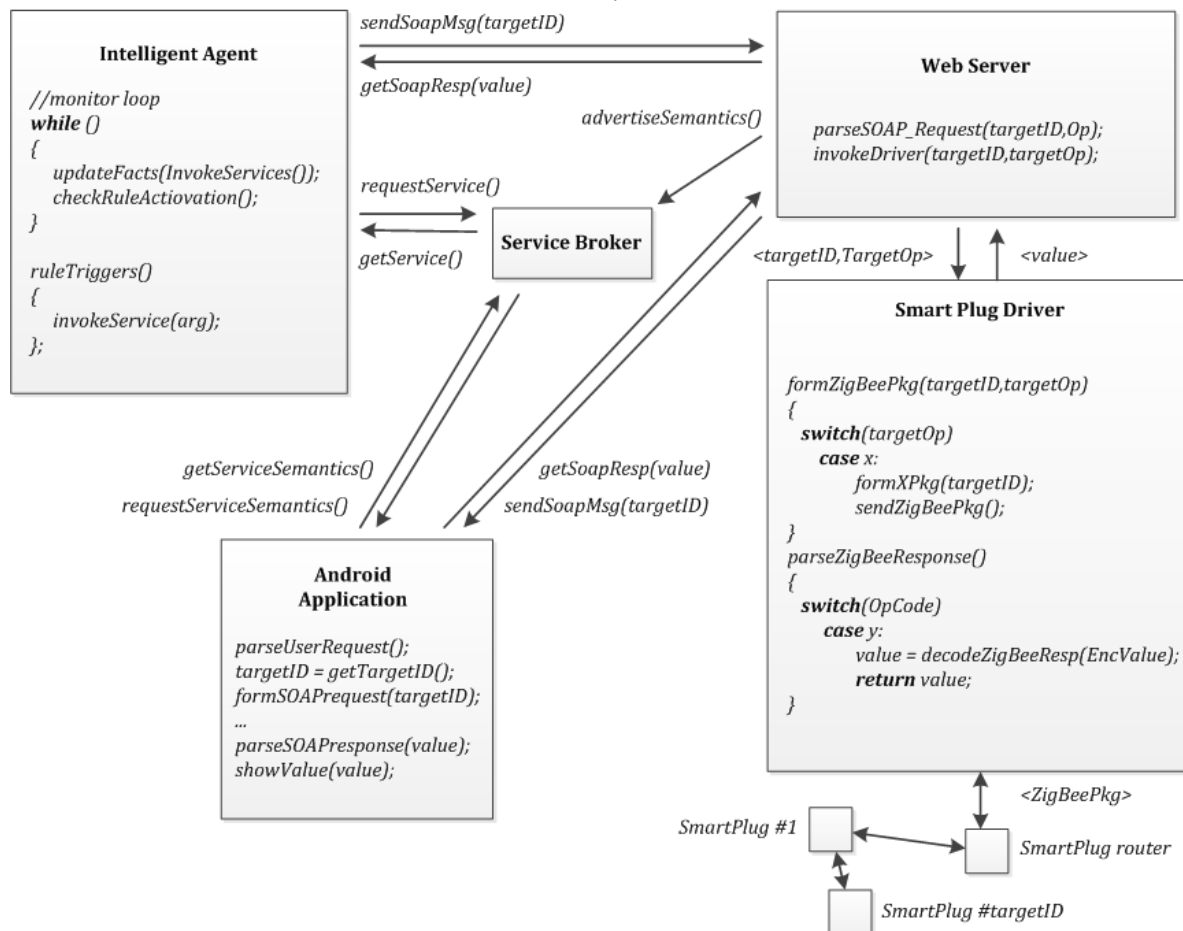 sendSoapMsg(targetID)
Intelligent Agent
//monitor loop
while ()
{
updateFacts(InvokeServices());
checkRuleActiovation();
}
ruleTriggers()
{
invokeService(arg);
};
getSoapResp(value)
advertiseSemantics()
Web Server
parseSOAP_Request(targetID,Op);
invokeDriver(targetID,targetOp);
requestService()
getService()
Service Broker
<targetID,TargetOp>
<value>
Smart Plug Driver
formZigBeePkg(targetID,targetOp)
{
switch(targetOp)
case x:
formXPkg(targetID);
sendZigBeePkg();
}
parseZigBeeResponse()
{
switch(OpCode)
case y:
value = decodeZigBeeResp(EncValue);
return value;
}
getServiceSemantics()
requestServiceSemantics()
getSoapResp(value)
sendSoapMsg(targetID)
Android
Application
parseUserRequest();
targetID = getTargetID();
formSOAPrequest(targetID);
...
parseSOAPresponse(value);
showValue(value);
<ZigBeePkg>
SmartPlug #1
SmartPlug router
SmartPlug #targetID